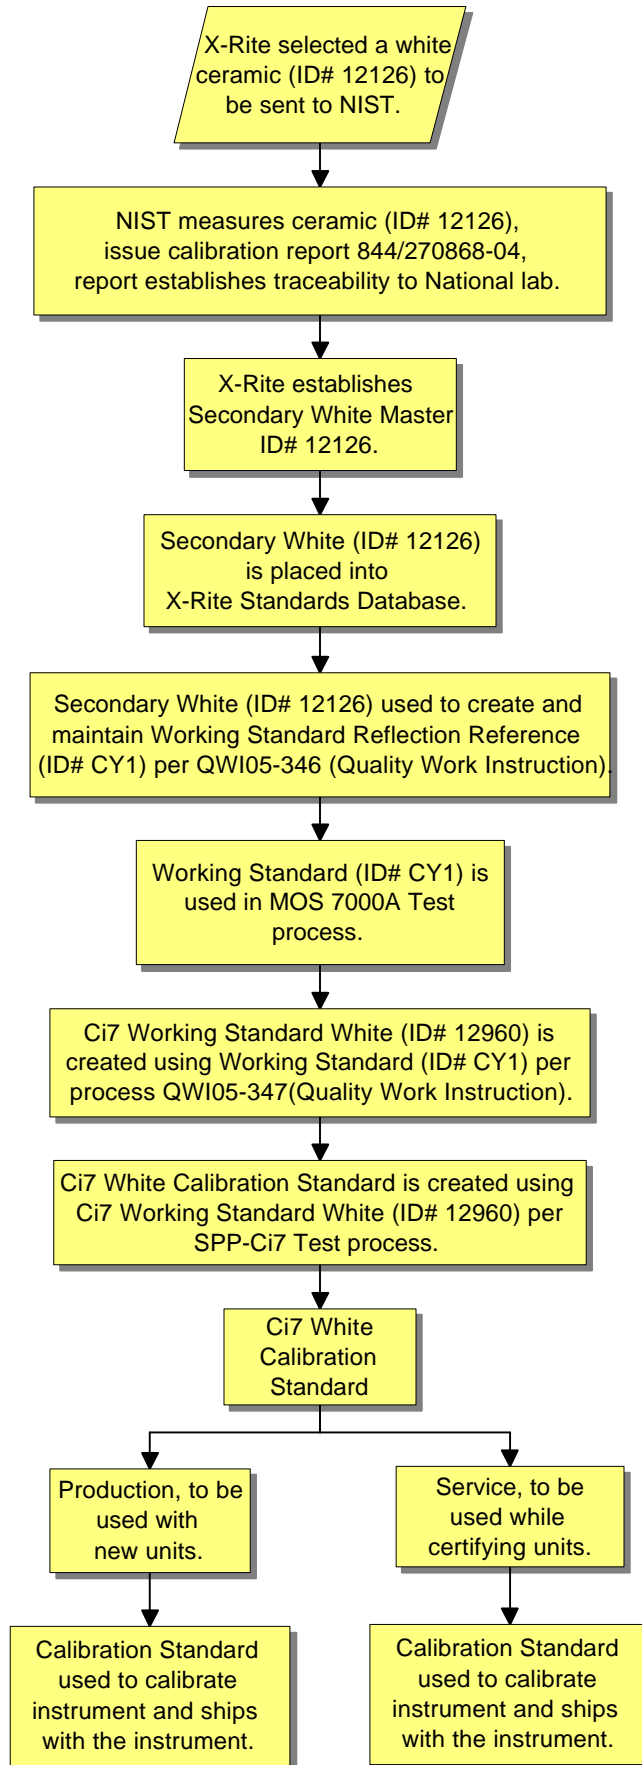 X-Rite selected a white
ceramic (ID# 12126) to
be sent to NIST.
NIST measures ceramic (ID# 12126),
issue calibration report 844/270868-04,
report establishes traceability to National lab.
X-Rite establishes
Secondary White Master
ID# 12126.
Secondary White (ID# 12126)
is placed into
X-Rite Standards Database.
Secondary White (ID# 12126) used to create and
maintain Working Standard Reflection Reference
(ID# CY1) per QWI05-346 (Quality Work Instruction).
Working Standard (ID# CY1) is
used in MOS 7000A Test
process.
Ci7 Working Standard White (ID# 12960) is
created using Working Standard (ID# CY1) per
process QWI05-347(Quality Work Instruction).
Ci7 White Calibration Standard is created using
Ci7 Working Standard White (ID# 12960) per
SPP-Ci7 Test process.
Ci7 White
Calibration
Standard
Production, to be
used with
new units.
Service, to be
used while
certifying units.
Calibration Standard
used to calibrate
instrument and ships
with the instrument.
Calibration Standard
used to calibrate
instrument and ships
with the instrument.